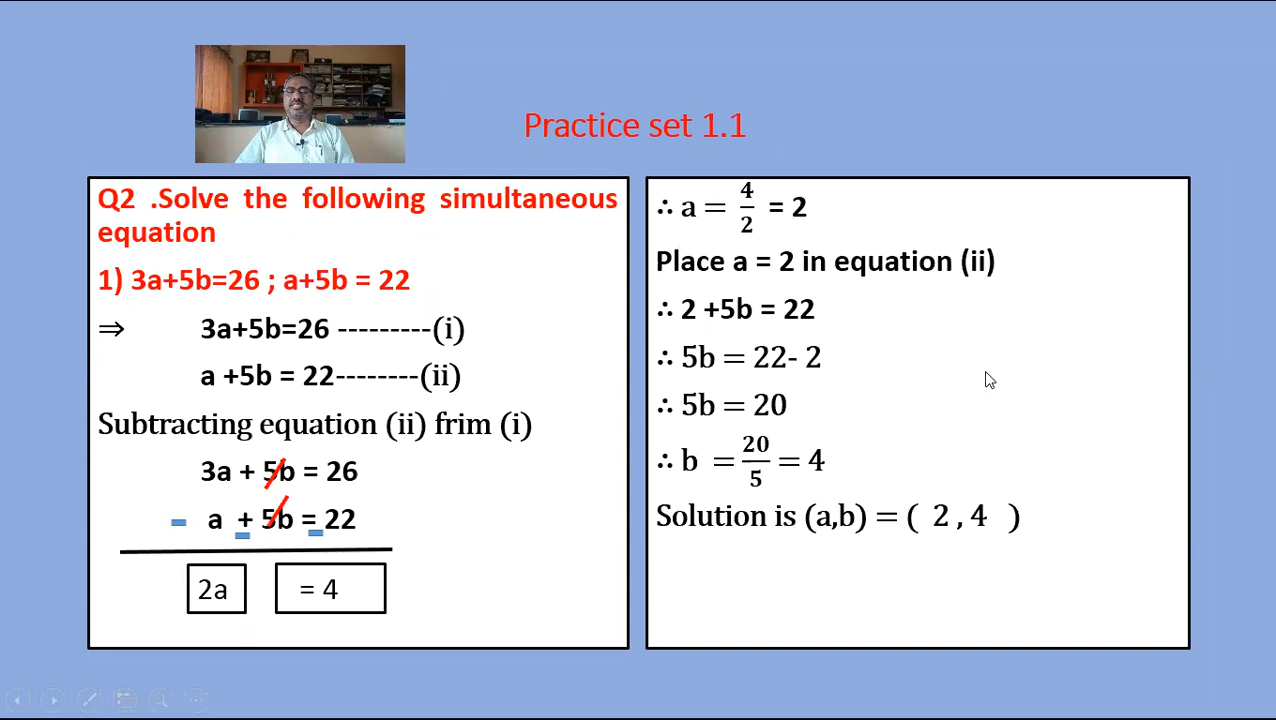 Practice set 1.1
Q2 .Solve the following simultaneous
equation
1) 3a+5b=26 ; a+5b = 22
⇒ 3a+5b=26 ---------(i)
a +5b = 22--------(ii)
Subtracting equation (ii) frim (i)
3a + 5b = 26
- a + 5b = 22
- -
2a = 4
∴ a = 4/2 = 2
Place a = 2 in equation (ii)
∴ 2 +5b = 22
∴ 5b = 22- 2
∴ 5b = 20
∴ b = 20/5 = 4
Solution is (a,b) = ( 2 , 4 )